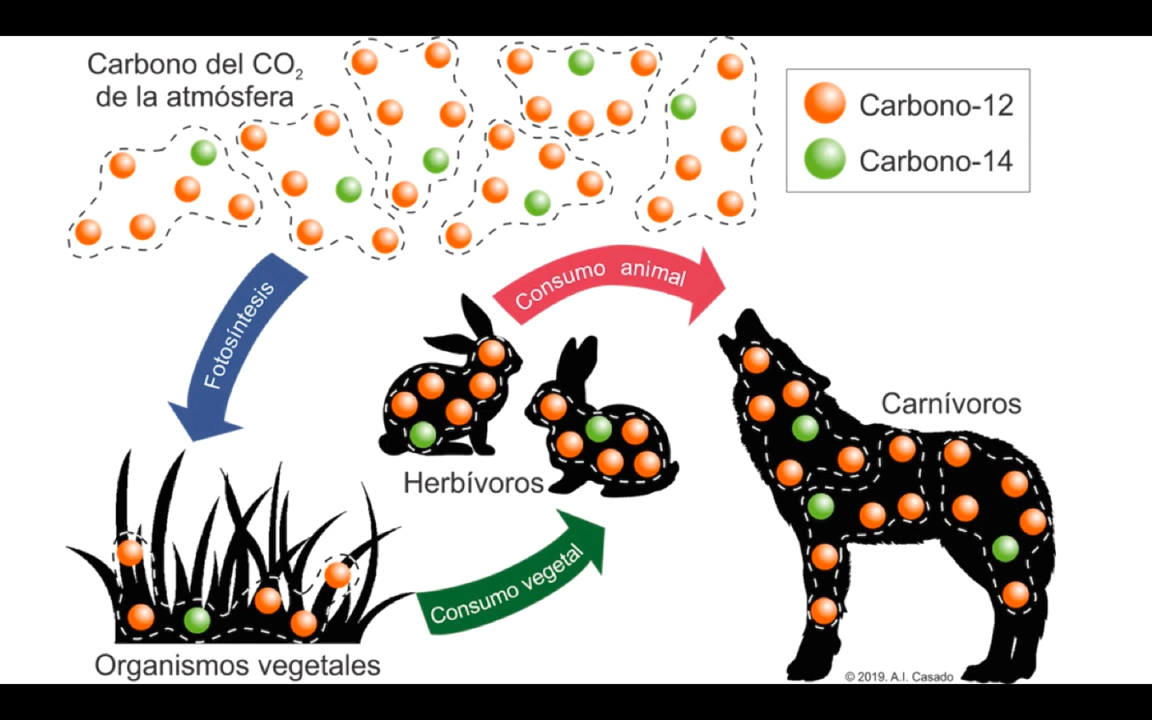 Carbono del CO₂
de la atmósfera
Carbono-12
Carbono-14
Fotosíntesis
Consumo animal
Herbívoros
Carnívoros
Consumo vegetal
Organismos vegetales
© 2019. A.I. Casado